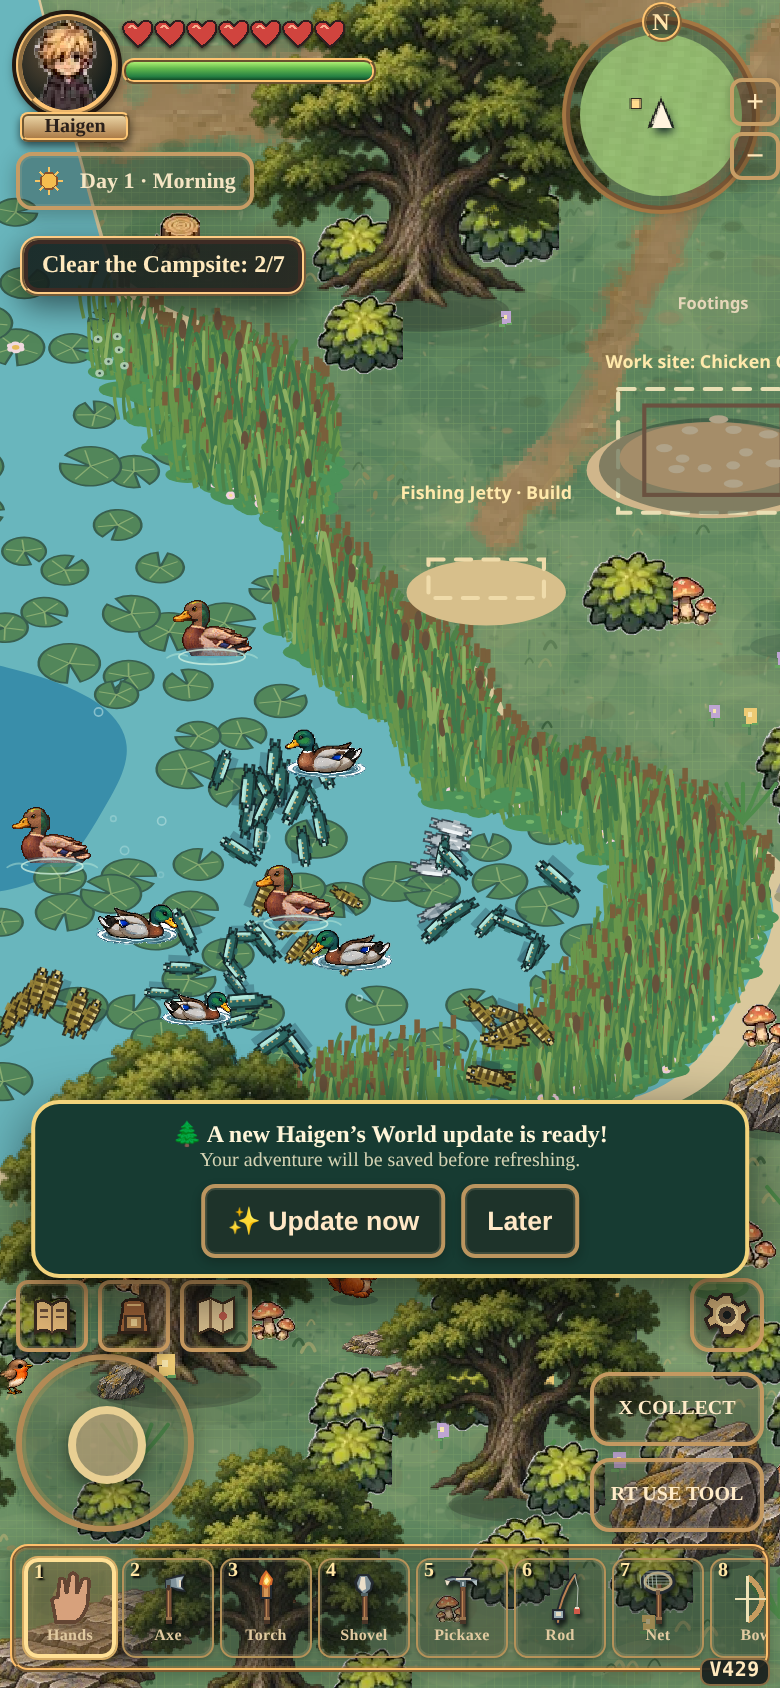 N
+
−
Haigen
Day 1 · Morning
Clear the Campsite: 2/7
Footings
Work site: Chicken
Fishing Jetty · Build
🌲 A new Haigen’s World update is ready!
Your adventure will be saved before refreshing.
✨ Update now
Later
X COLLECT
RT USE TOOL
1 2 3 4 5 6 7 8
Hands Axe Torch Shovel Pickaxe Rod Net Bow
V429